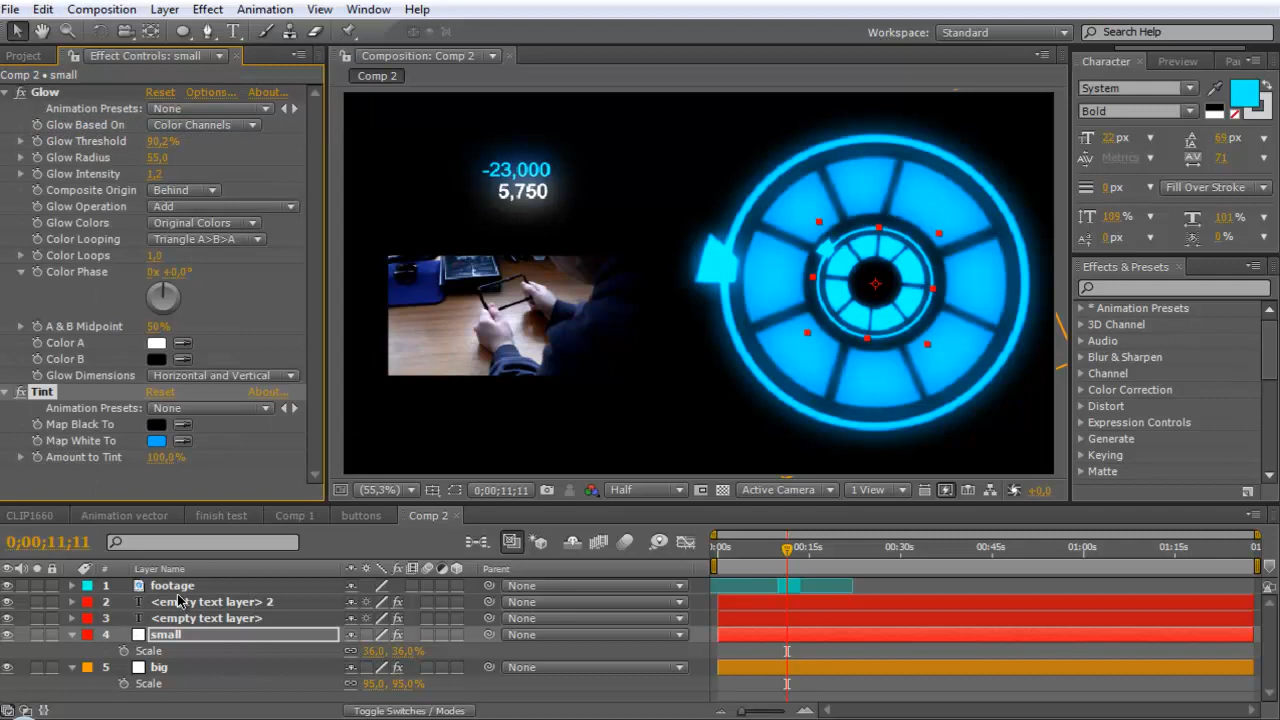 File Edit Composition Layer Effect Animation View Window Help
Workspace: Standard Search Help
Project Effect Controls: small Composition: Comp 2 Character Preview
Comp 2 • small Comp 2
Glow Reset Options... About...
Animation Presets: None
Glow Based On Color Channels
Glow Threshold 90,2%
Glow Radius 55,0
Glow Intensity 1,2
Composite Origin Behind
Glow Operation Add
Glow Colors Original Colors
Color Looping Triangle A>B>A
Color Loops 1,0
Color Phase 0x +0,0°
A & B Midpoint 50%
Color A
Color B
Glow Dimensions Horizontal and Vertical
Tint Reset About...
Animation Presets: None
Map Black To
Map White To
Amount to Tint 100,0%
-23,000
5,750
(55,3%) 0;00;11;11 Half Active Camera 1 View +0,0
System
Bold
22 px 69 px
Metrics 71
0 px Fill Over Stroke
109 % 101 %
0 px 0 %
Effects & Presets
* Animation Presets
3D Channel
Audio
Blur & Sharpen
Channel
Color Correction
Distort
Expression Controls
Generate
Keying
Matte
CLIP1660 Animation vector finish test Comp 1 buttons Comp 2
0;00;11;11 :00s 00:15s 00:30s 00:45s 01:00s 01:15s 01
# Layer Name Parent
1 footage None
2 <empty text layer> 2 None
3 T <empty text layer> None
4 small None
Scale 36,0, 36,0%
5 big None
Scale 95,0, 95,0%
Toggle Switches / Modes